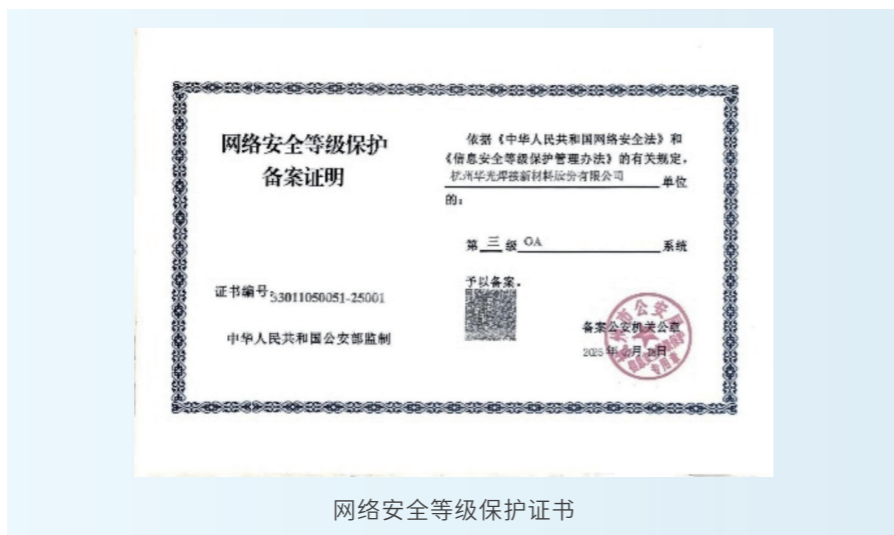 网络安全等级保护
备案证明
依据《中华人民共和国网络安全法》和
《信息安全等级保护管理办法》的有关规定,
杭州华光焊接新材料股份有限公司 单位
的:
第 三 级 OA 系统
予以备案。
证书编号:33011050051-25001
中华人民共和国公安部监制
备案公安机关公章
2025 年 月 日
网络安全等级保护证书